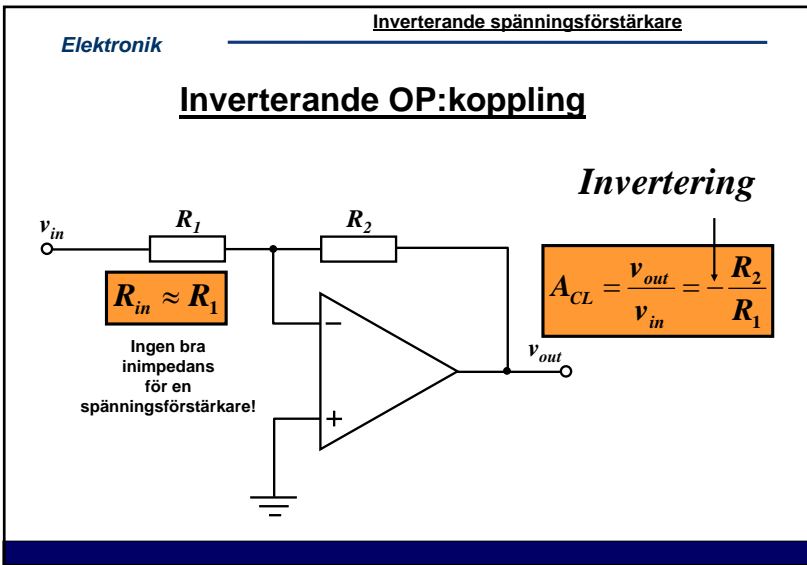 Inverterande spänningsförstärkare
Elektronik
Inverterande OP:koppling
Invertering
v_in
R_1
R_2
R_in ≈ R_1
A_CL = v_out / v_in = - R_2 / R_1
Ingen bra
inimpedans
för en
spänningsförstärkare!
−
+
v_out